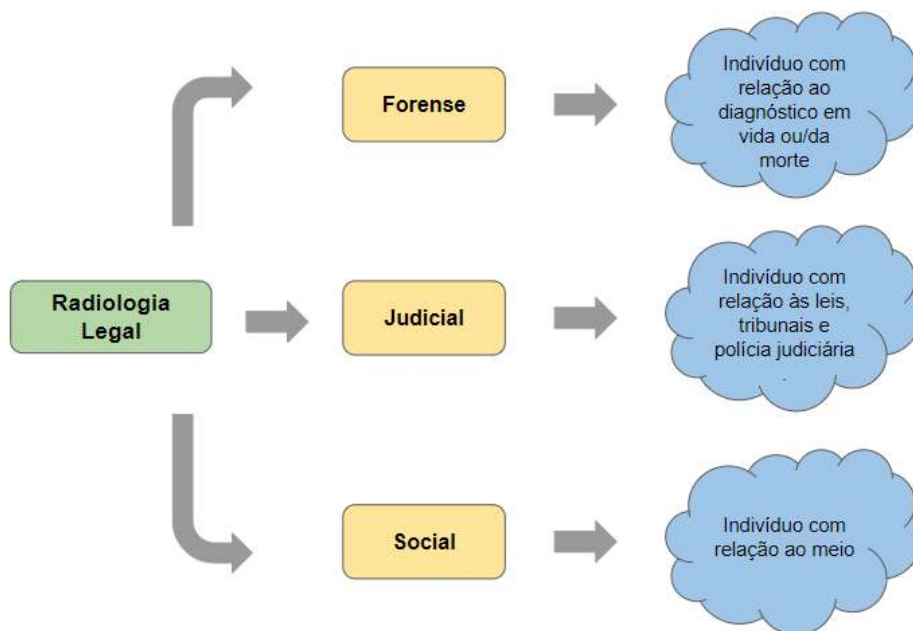 Forense
Indivíduo com
relação ao
diagnóstico em
vida ou/da
morte
Radiologia
Legal
Judicial
Indivíduo com
relação às leis,
tribunais e
polícia judiciária
.
Social
Indivíduo com
relação ao meio